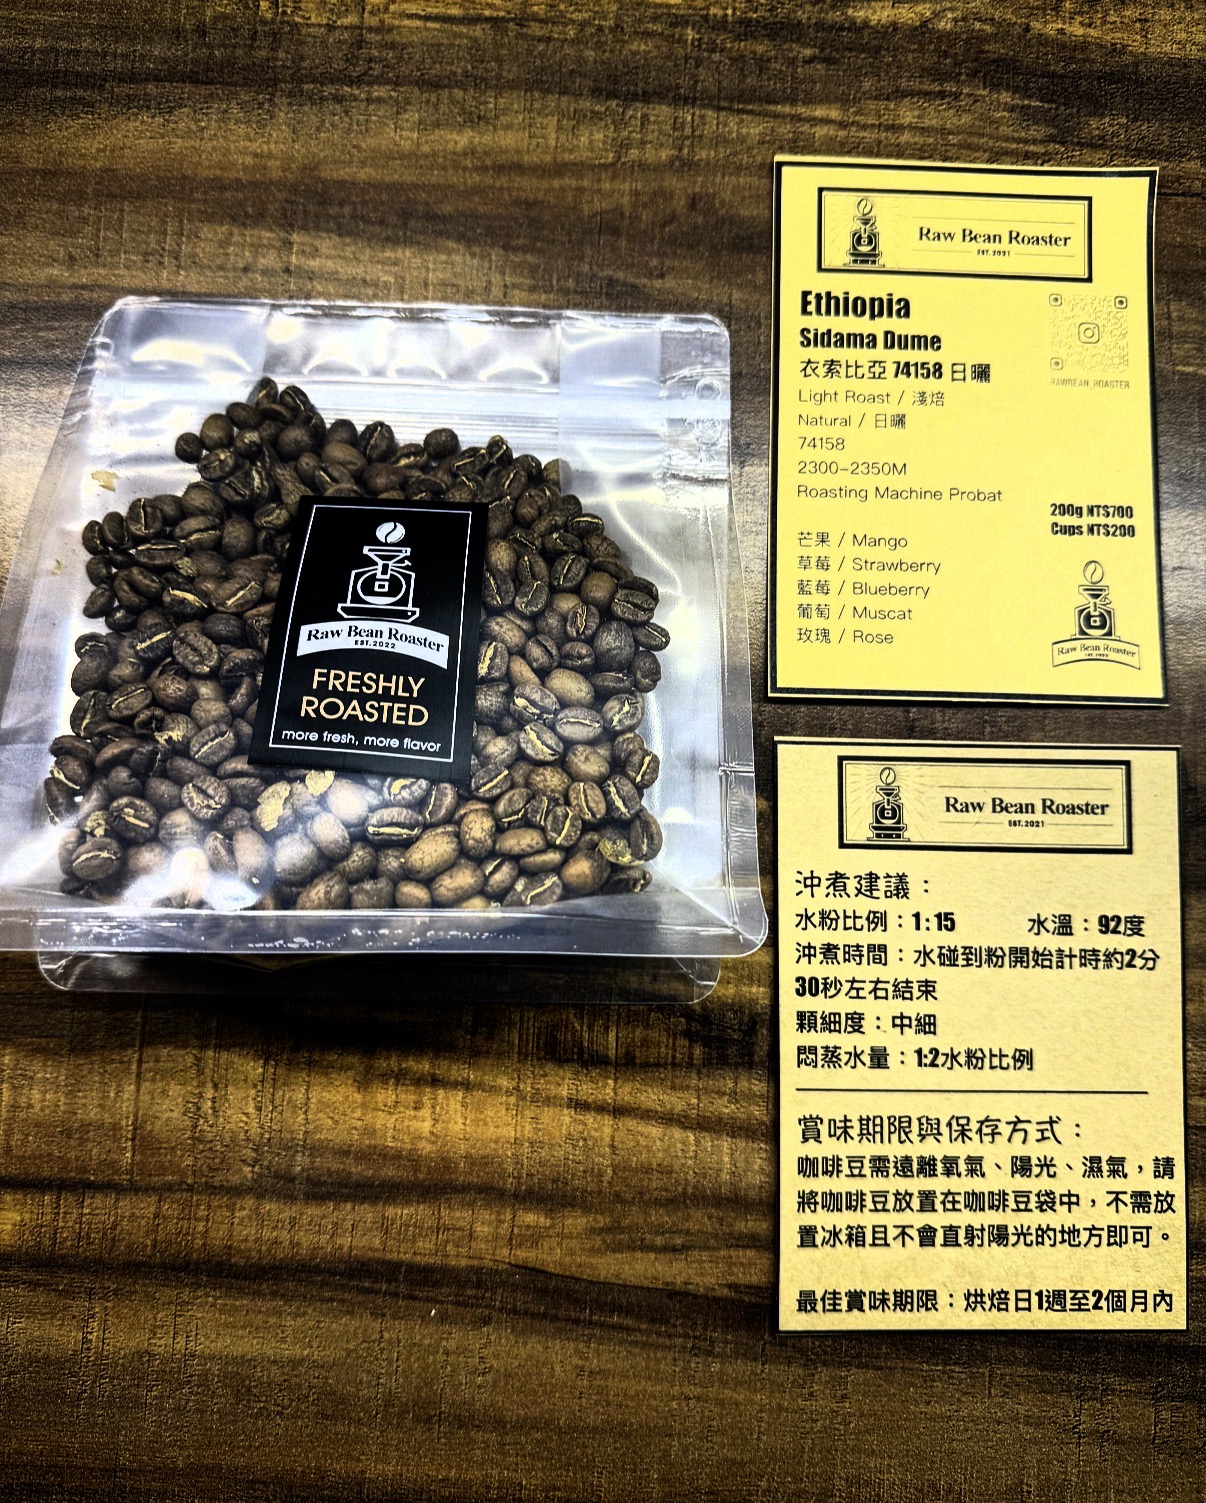 Raw Bean Roaster
EST.2022
FRESHLY
ROASTED
more fresh, more flavor
Raw Bean Roaster
EST.2021
Ethiopia
Sidama Dume
衣索比亞 74158 日曬
Light Roast / 淺焙
Natural / 日曬
74158
2300-2350M
Roasting Machine Probat
RAWBEAN_ROASTER
200g NT$700
Cups NT$200
芒果 / Mango
草莓 / Strawberry
藍莓 / Blueberry
葡萄 / Muscat
玫瑰 / Rose
Raw Bean Roaster
Raw Bean Roaster
EST.2021
沖煮建議：
水粉比例：1:15 水溫：92度
沖煮時間：水碰到粉開始計時約2分
30秒左右結束
顆細度：中細
悶蒸水量：1:2水粉比例
賞味期限與保存方式：
咖啡豆需遠離氧氣、陽光、濕氣，請
將咖啡豆放置在咖啡豆袋中，不需放
置冰箱且不會直射陽光的地方即可。
最佳賞味期限：烘焙日1週至2個月內